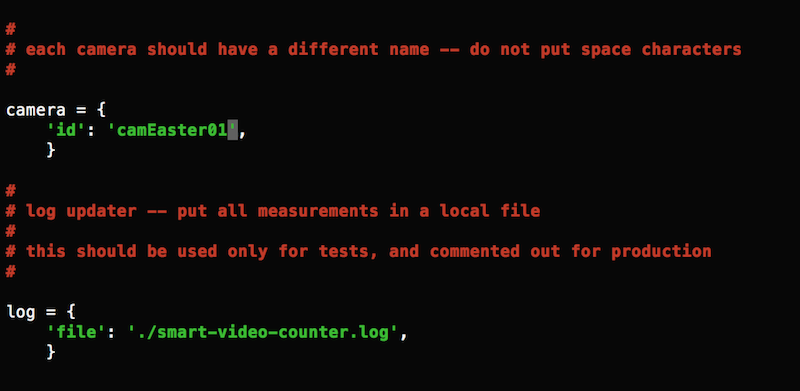 #
# each camera should have a different name -- do not put space characters
#
camera = {
    'id': 'camEaster01',
    }
#
# log updater -- put all measurements in a local file
#
# this should be used only for tests, and commented out for production
#
log = {
    'file': './smart-video-counter.log',
    }